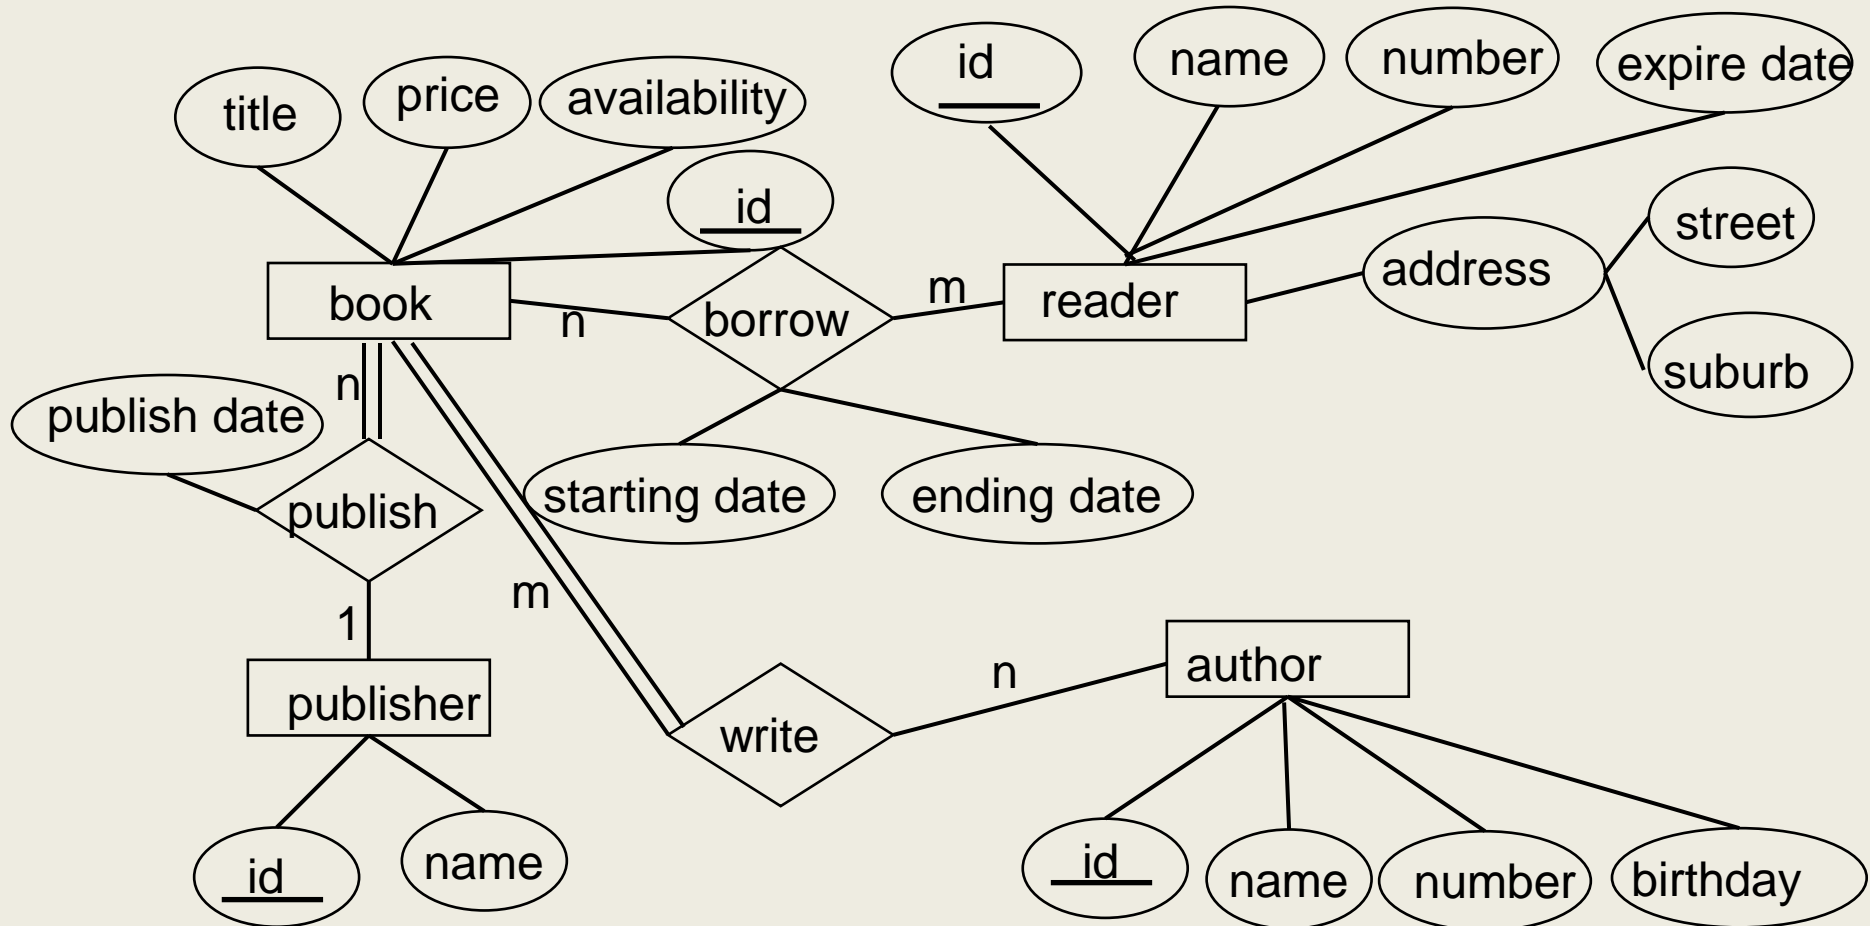 id
name
number
expire date
title
price
availability
id
street
address
suburb
book
n
borrow
m
reader
n
publish date
publish
starting date
ending date
m
1
publisher
write
n
author
id
name
id
name
number
birthday